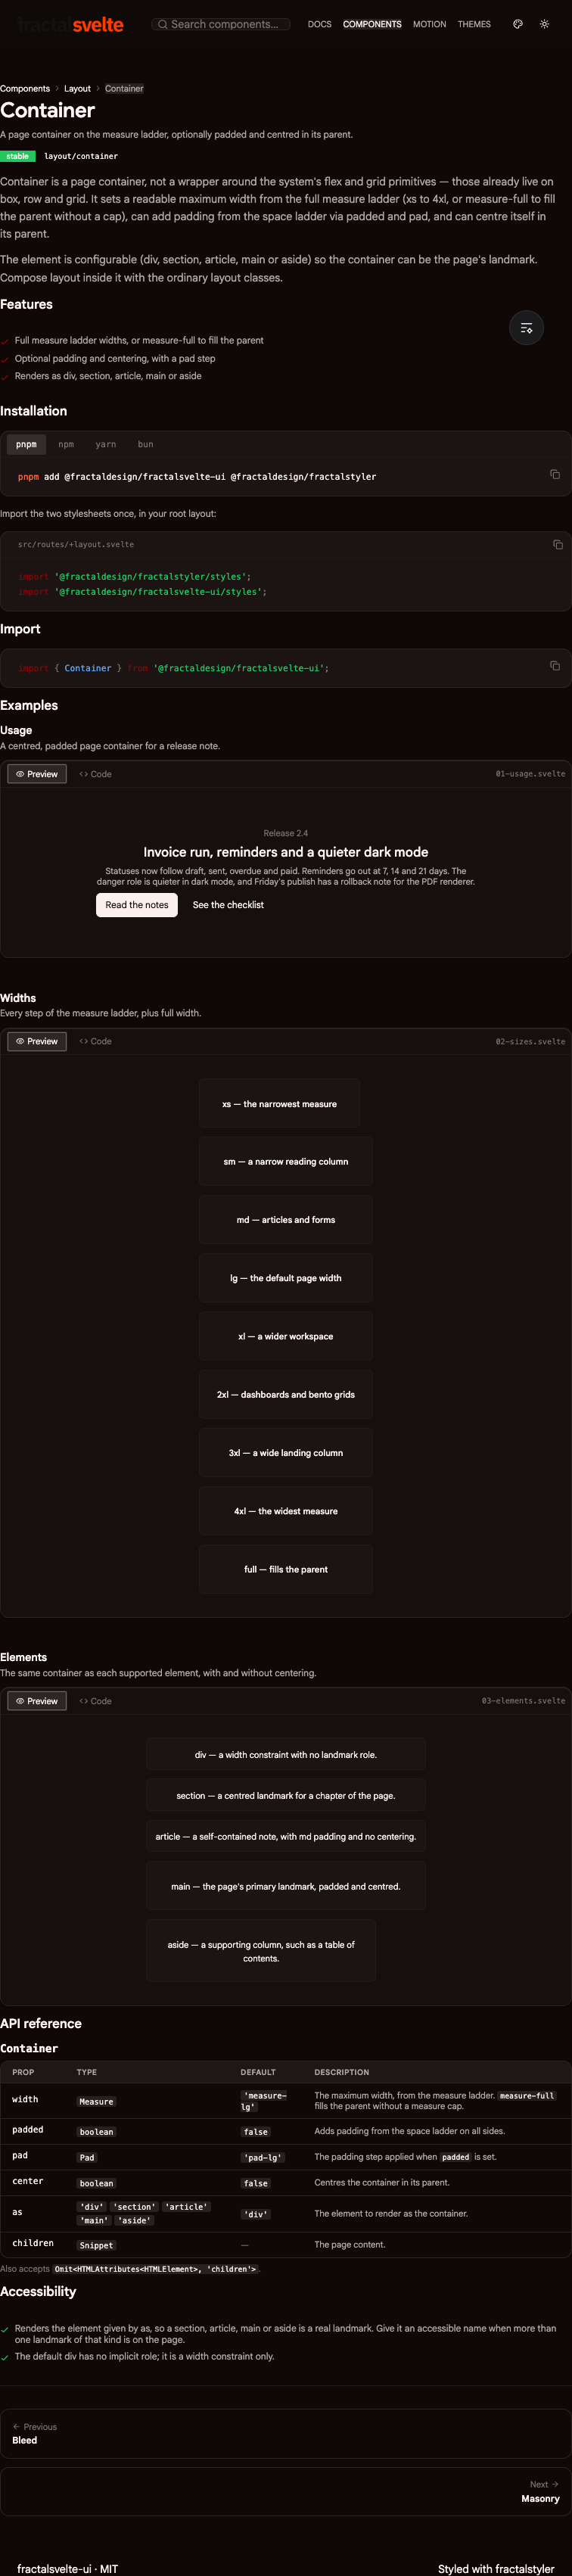 fractalsvelte
Search components...
DOCS
COMPONENTS
MOTION
THEMES
Components > Layout > Container
Container
A page container on the measure ladder, optionally padded and centred in its parent.
stable layout/container
Container is a page container, not a wrapper around the system's flex and grid primitives — those already live on
box, row and grid. It sets a readable maximum width from the full measure ladder (xs to 4xl, or measure-full to fill
the parent without a cap), can add padding from the space ladder via padded and pad, and can centre itself in
its parent.
The element is configurable (div, section, article, main or aside) so the container can be the page's landmark.
Compose layout inside it with the ordinary layout classes.
Features
Full measure ladder widths, or measure-full to fill the parent
Optional padding and centering, with a pad step
Renders as div, section, article, main or aside
Installation
pnpm npm yarn bun
pnpm add @fractaldesign/fractalsvelte-ui @fractaldesign/fractalstyler
Import the two stylesheets once, in your root layout:
src/routes/+layout.svelte
import '@fractaldesign/fractalstyler/styles';
import '@fractaldesign/fractalsvelte-ui/styles';
Import
import { Container } from '@fractaldesign/fractalsvelte-ui';
Examples
Usage
A centred, padded page container for a release note.
Preview Code 01-usage.svelte
Release 2.4
Invoice run, reminders and a quieter dark mode
Statuses now follow draft, sent, overdue and paid. Reminders go out at 7, 14 and 21 days. The
danger role is quieter in dark mode, and Friday's publish has a rollback note for the PDF renderer.
Read the notes See the checklist
Widths
Every step of the measure ladder, plus full width.
Preview Code 02-sizes.svelte
xs — the narrowest measure
sm — a narrow reading column
md — articles and forms
lg — the default page width
xl — a wider workspace
2xl — dashboards and bento grids
3xl — a wide landing column
4xl — the widest measure
full — fills the parent
Elements
The same container as each supported element, with and without centering.
Preview Code 03-elements.svelte
div — a width constraint with no landmark role.
section — a centred landmark for a chapter of the page.
article — a self-contained note, with md padding and no centering.
main — the page's primary landmark, padded and centred.
aside — a supporting column, such as a table of
contents.
API reference
Container
PROP TYPE DEFAULT DESCRIPTION
width Measure 'measure-lg' The maximum width, from the measure ladder. measure-full
fills the parent without a measure cap.
padded boolean false Adds padding from the space ladder on all sides.
pad Pad 'pad-lg' The padding step applied when padded is set.
center boolean false Centres the container in its parent.
as 'div' 'section' 'article'
'main' 'aside' 'div' The element to render as the container.
children Snippet — The page content.
Also accepts Omit<HTMLAttributes<HTMLElement>, 'children'>.
Accessibility
Renders the element given by as, so a section, article, main or aside is a real landmark. Give it an accessible name when more than
one landmark of that kind is on the page.
The default div has no implicit role; it is a width constraint only.
← Previous
Bleed
Next →
Masonry
fractalsvelte-ui · MIT
Styled with fractalstyler